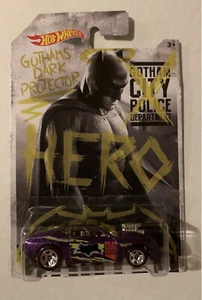 Hot Wheels
3+
GOTHAM'S
DARK
PROTECTOR
GOTHAM
CITY
POLICE
DEPARTMENT
HERO